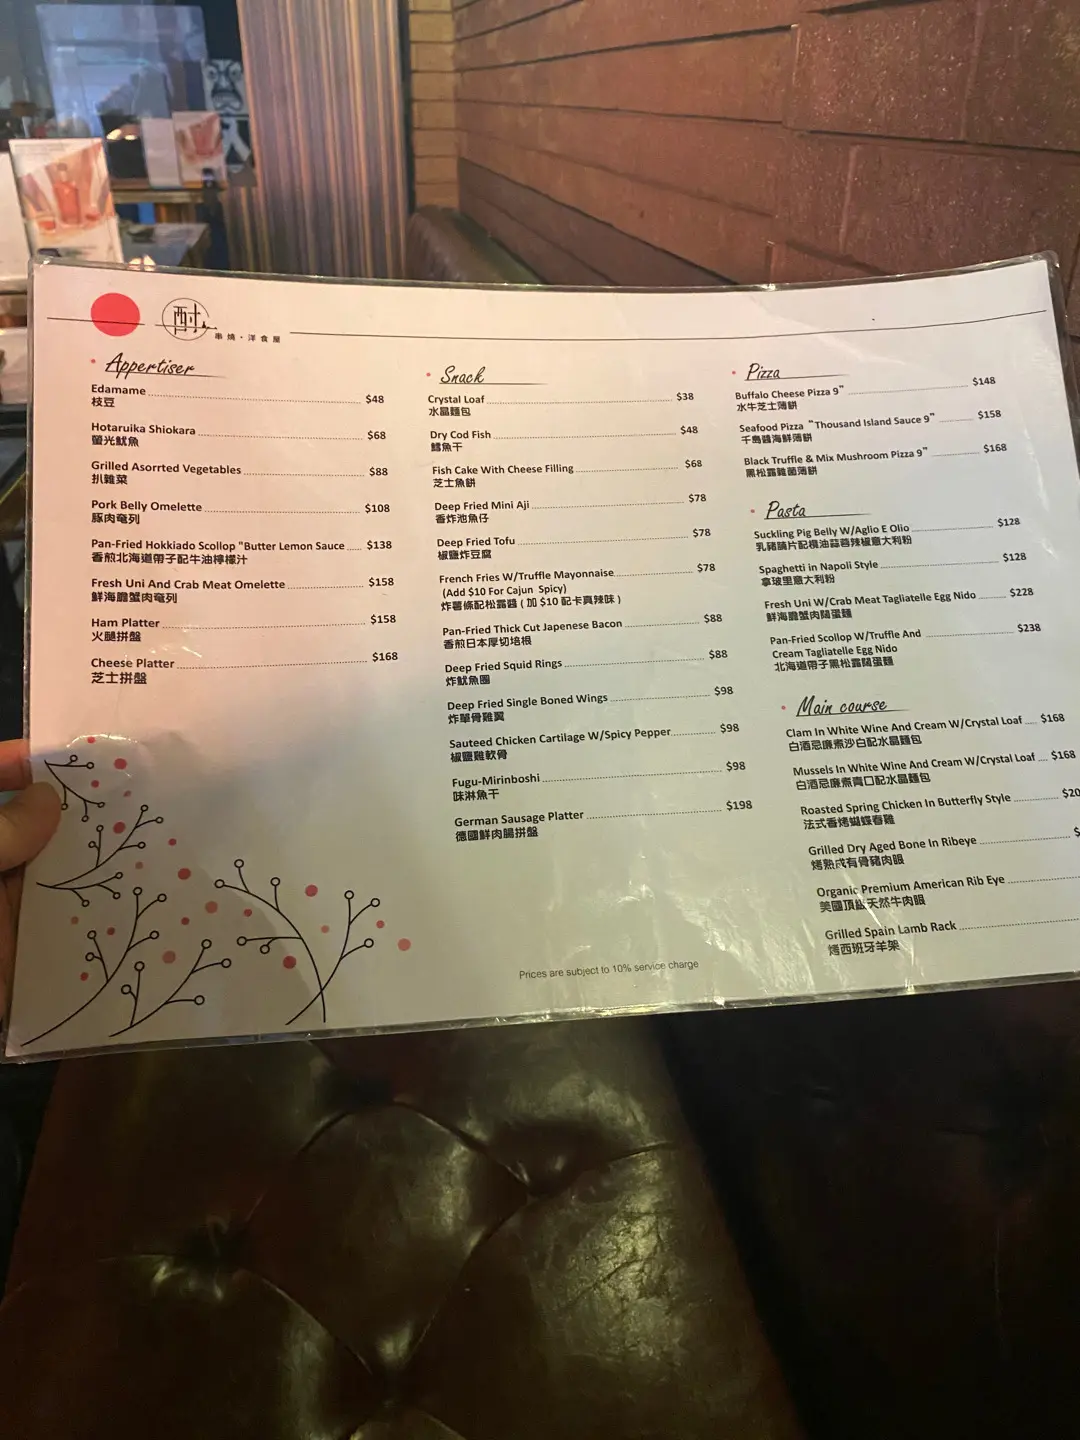 酎
串燒・洋食屋
Appertiser
Edamame $48
枝豆
Hotaruika Shiokara $68
螢光魷魚
Grilled Asorrted Vegetables $88
扒雜菜
Pork Belly Omelette $108
豚肉奄列
Pan-Fried Hokkiado Scollop "Butter Lemon Sauce $138
香煎北海道帶子配牛油檸檬汁
Fresh Uni And Crab Meat Omelette $158
鮮海膽蟹肉奄列
Ham Platter $158
火腿拼盤
Cheese Platter $168
芝士拼盤
Snack
Crystal Loaf $38
水晶麵包
Dry Cod Fish $48
鱈魚干
Fish Cake With Cheese Filling $68
芝士魚餅
Deep Fried Mini Aji $78
香炸池魚仔
Deep Fried Tofu $78
椒鹽炸豆腐
French Fries W/Truffle Mayonnaise $78
(Add $10 For Cajun Spicy)
炸薯條配松露醬 ( 加 $10 配卡真辣味 )
Pan-Fried Thick Cut Japenese Bacon $88
香煎日本厚切培根
Deep Fried Squid Rings $88
炸魷魚圈
Deep Fried Single Boned Wings $98
炸單骨雞翼
Sauteed Chicken Cartilage W/Spicy Pepper $98
椒鹽雞軟骨
Fugu-Mirinboshi $98
味淋魚干
German Sausage Platter $198
德國鮮肉腸拼盤
Pizza
Buffalo Cheese Pizza 9" $148
水牛芝士薄餅
Seafood Pizza "Thousand Island Sauce 9" $158
千島醬海鮮薄餅
Black Truffle & Mix Mushroom Pizza 9" $168
黑松露雜菌薄餅
Pasta
Suckling Pig Belly W/Aglio E Olio $128
乳豬腩片配欖油蒜蓉辣椒意大利粉
Spaghetti in Napoli Style $128
拿玻里意大利粉
Fresh Uni W/Crab Meat Tagliatelle Egg Nido $228
鮮海膽蟹肉闊蛋麵
Pan-Fried Scollop W/Truffle And $238
Cream Tagliatelle Egg Nido
北海道帶子黑松露闊蛋麵
Main course
Clam In White Wine And Cream W/Crystal Loaf $168
白酒忌廉煮沙白配水晶麵包
Mussels In White Wine And Cream W/Crystal Loaf $168
白酒忌廉煮青口配水晶麵包
Roasted Spring Chicken In Butterfly Style $20
法式香烤蝴蝶春雞
Grilled Dry Aged Bone In Ribeye $
烤熟成有骨豬肉眼
Organic Premium American Rib Eye
美國頂級天然牛肉眼
Grilled Spain Lamb Rack
烤西班牙羊架
Prices are subject to 10% service charge